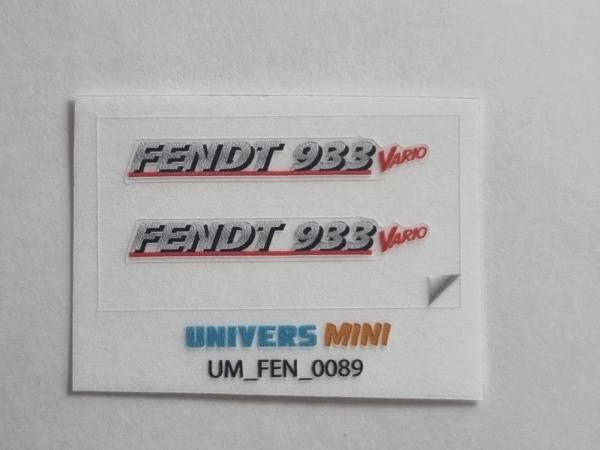 FENDT 933 VARIO
FENDT 933 VARIO
UNIVERS MINI
UM_FEN_0089